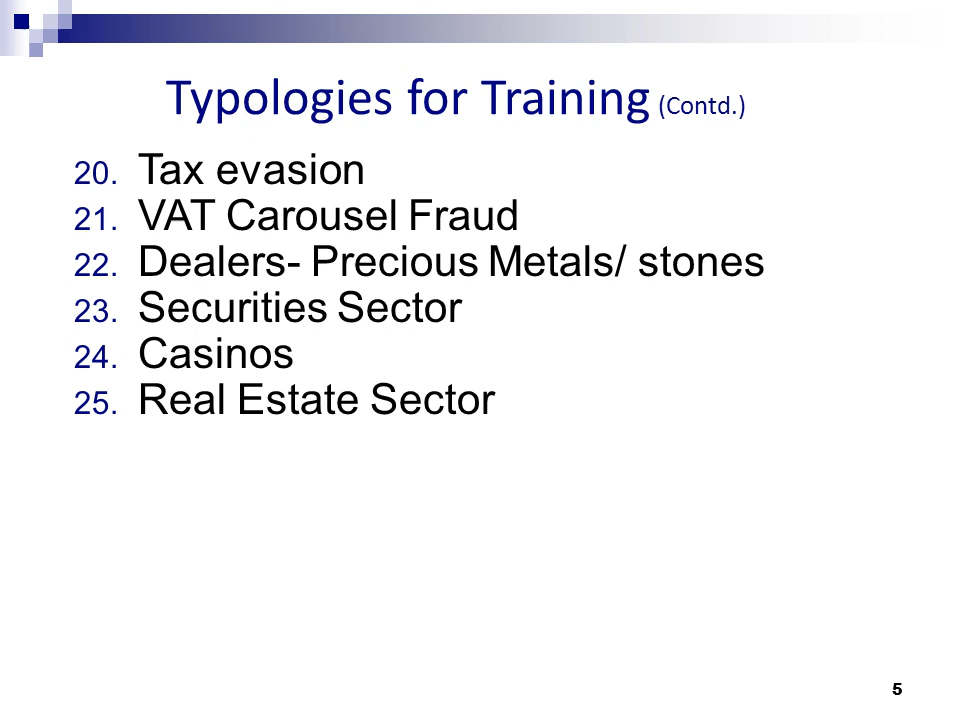 Typologies for Training (Contd.)
20. Tax evasion
21. VAT Carousel Fraud
22. Dealers- Precious Metals/ stones
23. Securities Sector
24. Casinos
25. Real Estate Sector
5